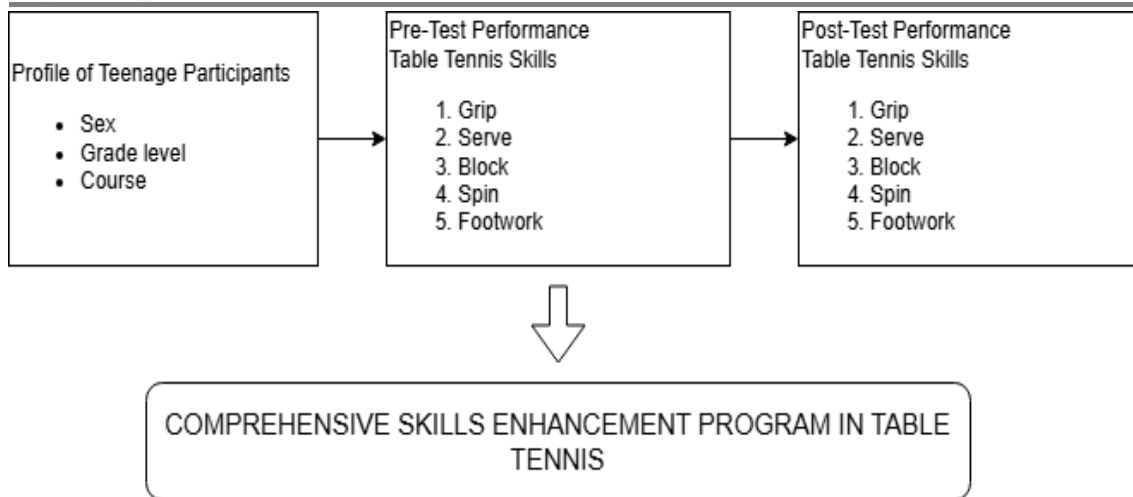 Profile of Teenage Participants
• Sex
• Grade level
• Course
Pre-Test Performance
Table Tennis Skills
1. Grip
2. Serve
3. Block
4. Spin
5. Footwork
Post-Test Performance
Table Tennis Skills
1. Grip
2. Serve
3. Block
4. Spin
5. Footwork
COMPREHENSIVE SKILLS ENHANCEMENT PROGRAM IN TABLE
TENNIS